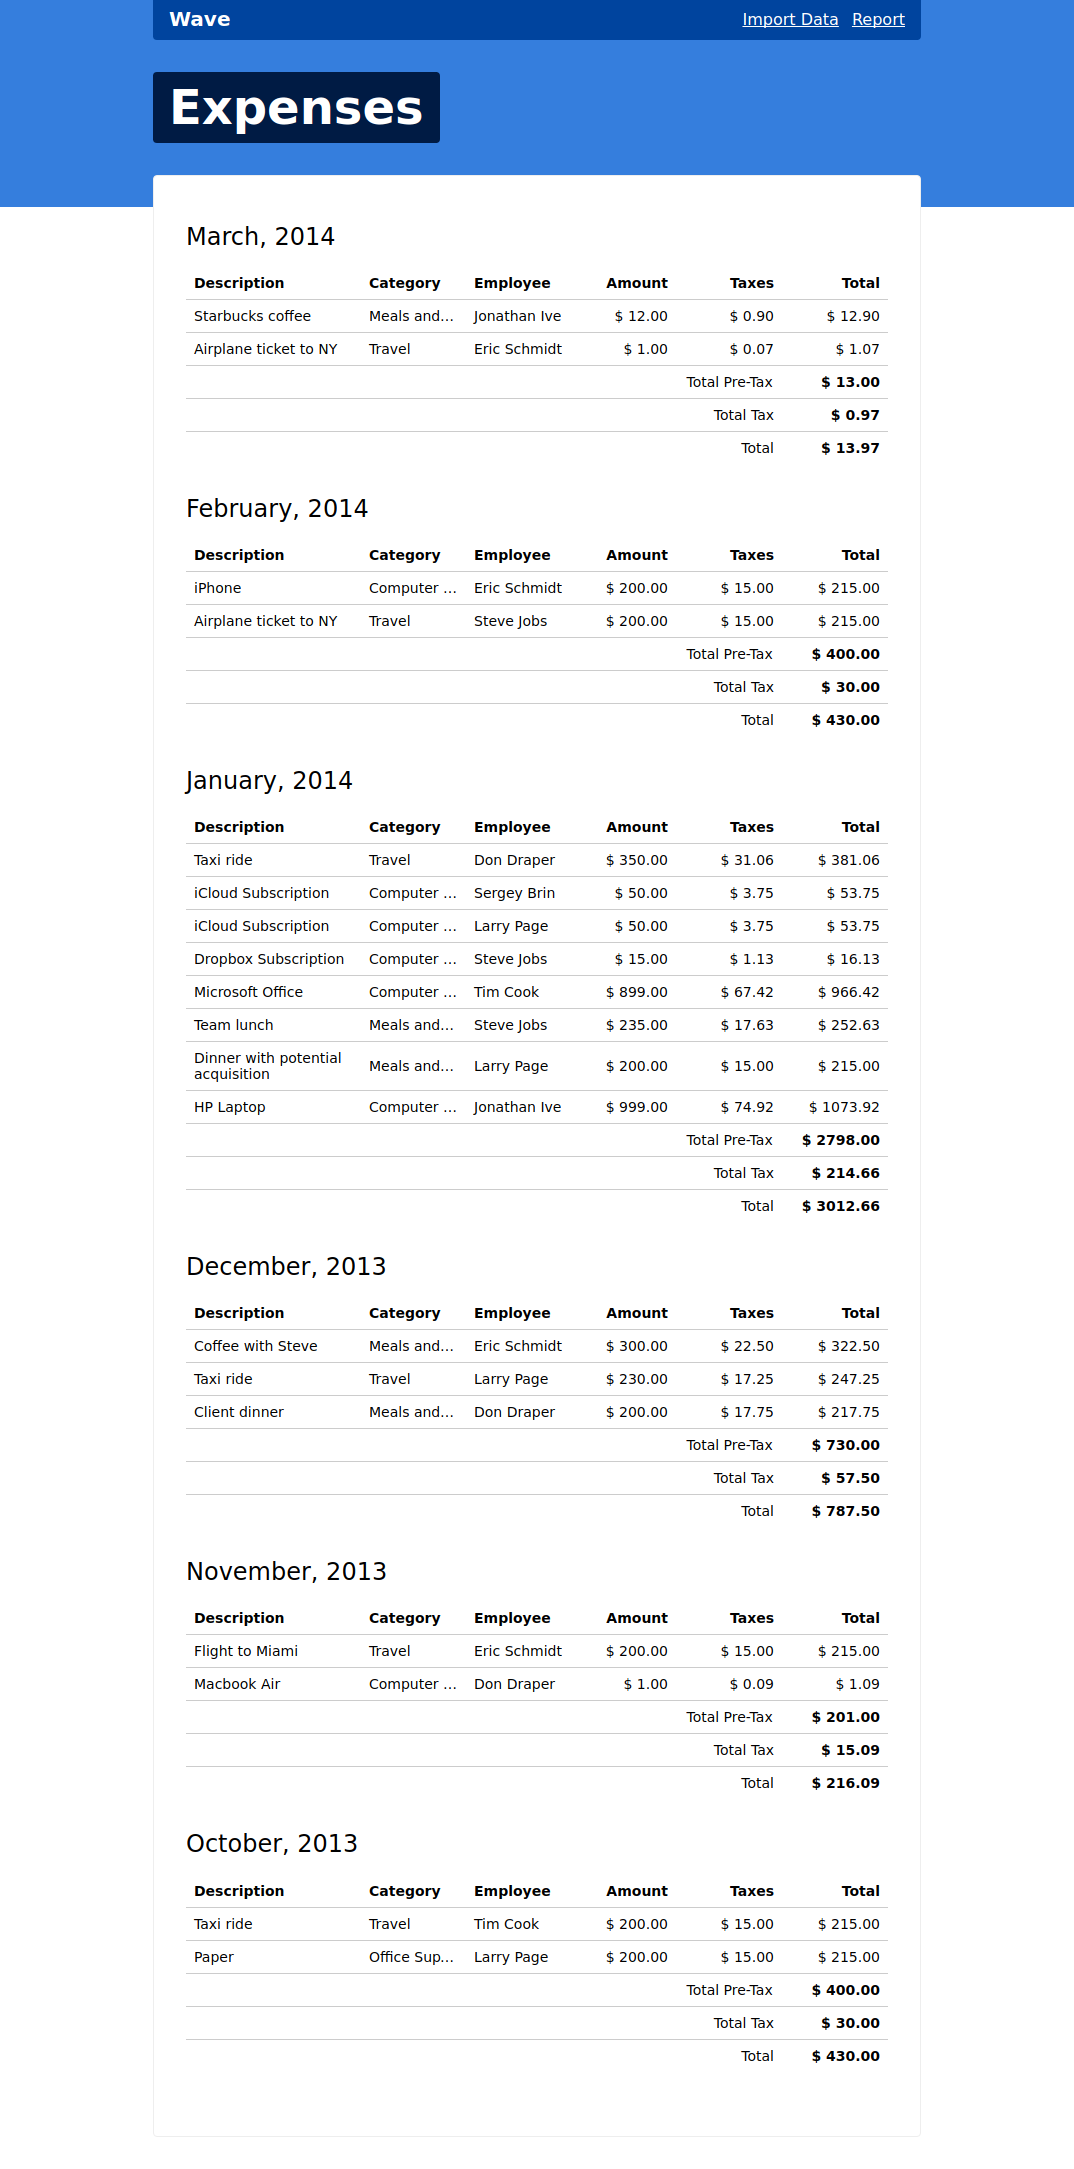 Wave Import Data Report
Expenses
March, 2014
Description Category Employee Amount Taxes Total
Starbucks coffee Meals and... Jonathan Ive $ 12.00 $ 0.90 $ 12.90
Airplane ticket to NY Travel Eric Schmidt $ 1.00 $ 0.07 $ 1.07
Total Pre-Tax $ 13.00
Total Tax $ 0.97
Total $ 13.97
February, 2014
Description Category Employee Amount Taxes Total
iPhone Computer ... Eric Schmidt $ 200.00 $ 15.00 $ 215.00
Airplane ticket to NY Travel Steve Jobs $ 200.00 $ 15.00 $ 215.00
Total Pre-Tax $ 400.00
Total Tax $ 30.00
Total $ 430.00
January, 2014
Description Category Employee Amount Taxes Total
Taxi ride Travel Don Draper $ 350.00 $ 31.06 $ 381.06
iCloud Subscription Computer ... Sergey Brin $ 50.00 $ 3.75 $ 53.75
iCloud Subscription Computer ... Larry Page $ 50.00 $ 3.75 $ 53.75
Dropbox Subscription Computer ... Steve Jobs $ 15.00 $ 1.13 $ 16.13
Microsoft Office Computer ... Tim Cook $ 899.00 $ 67.42 $ 966.42
Team lunch Meals and... Steve Jobs $ 235.00 $ 17.63 $ 252.63
Dinner with potential
acquisition Meals and... Larry Page $ 200.00 $ 15.00 $ 215.00
HP Laptop Computer ... Jonathan Ive $ 999.00 $ 74.92 $ 1073.92
Total Pre-Tax $ 2798.00
Total Tax $ 214.66
Total $ 3012.66
December, 2013
Description Category Employee Amount Taxes Total
Coffee with Steve Meals and... Eric Schmidt $ 300.00 $ 22.50 $ 322.50
Taxi ride Travel Larry Page $ 230.00 $ 17.25 $ 247.25
Client dinner Meals and... Don Draper $ 200.00 $ 17.75 $ 217.75
Total Pre-Tax $ 730.00
Total Tax $ 57.50
Total $ 787.50
November, 2013
Description Category Employee Amount Taxes Total
Flight to Miami Travel Eric Schmidt $ 200.00 $ 15.00 $ 215.00
Macbook Air Computer ... Don Draper $ 1.00 $ 0.09 $ 1.09
Total Pre-Tax $ 201.00
Total Tax $ 15.09
Total $ 216.09
October, 2013
Description Category Employee Amount Taxes Total
Taxi ride Travel Tim Cook $ 200.00 $ 15.00 $ 215.00
Paper Office Sup... Larry Page $ 200.00 $ 15.00 $ 215.00
Total Pre-Tax $ 400.00
Total Tax $ 30.00
Total $ 430.00